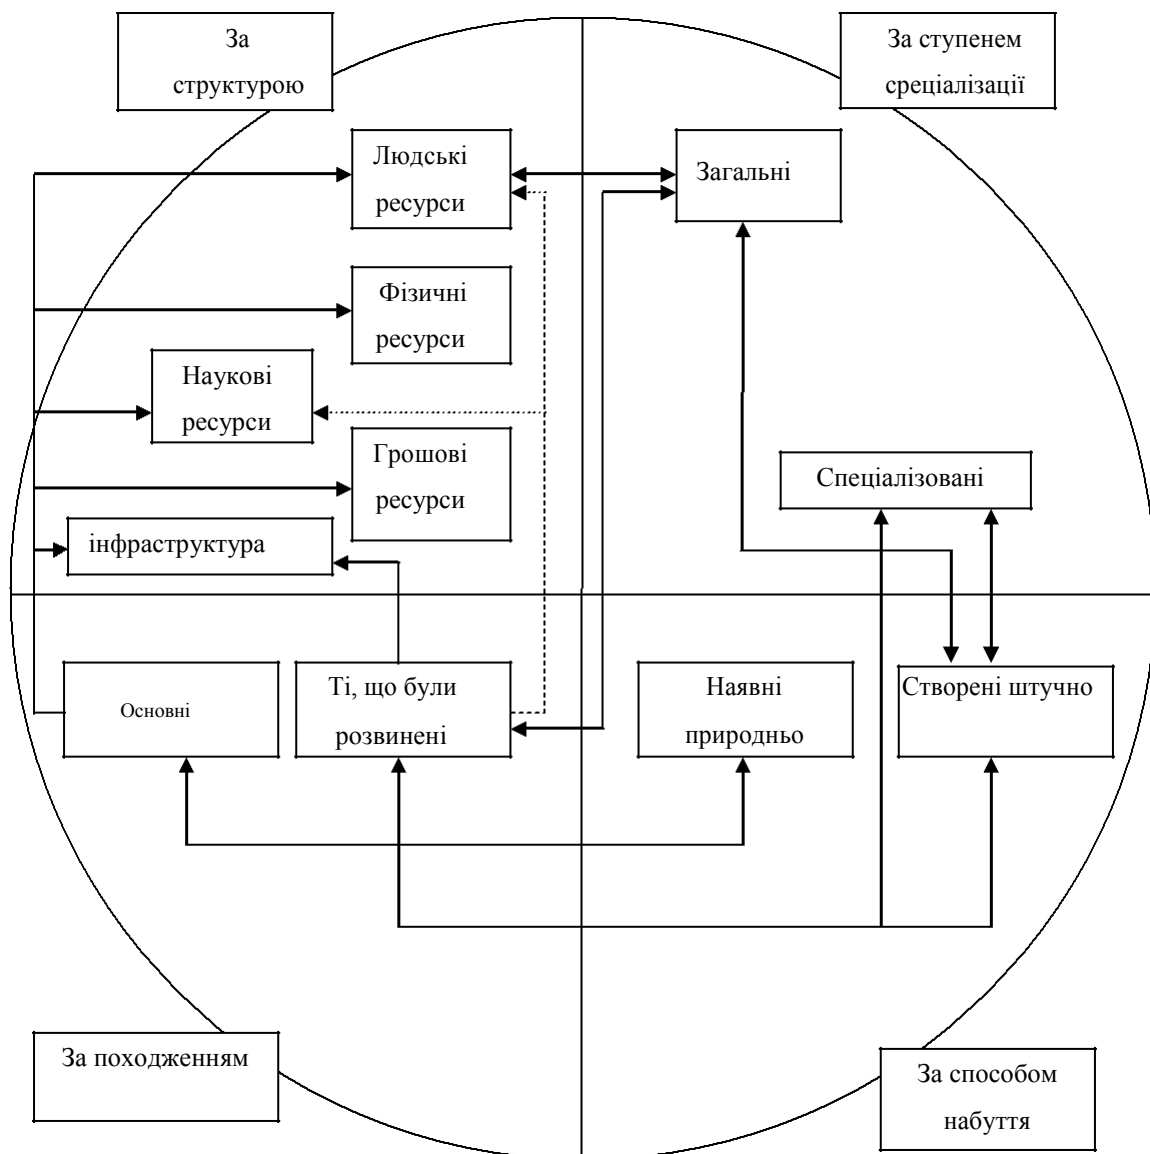 За
структурою
За ступенем
среціалізації
Людські
ресурси
Загальні
Фізичні
ресурси
Наукові
ресурси
Грошові
ресурси
Спеціалізовані
інфраструктура
Основні
Ті, що були
розвинені
Наявні
природньо
Створені штучно
За походженням
За способом
набуття